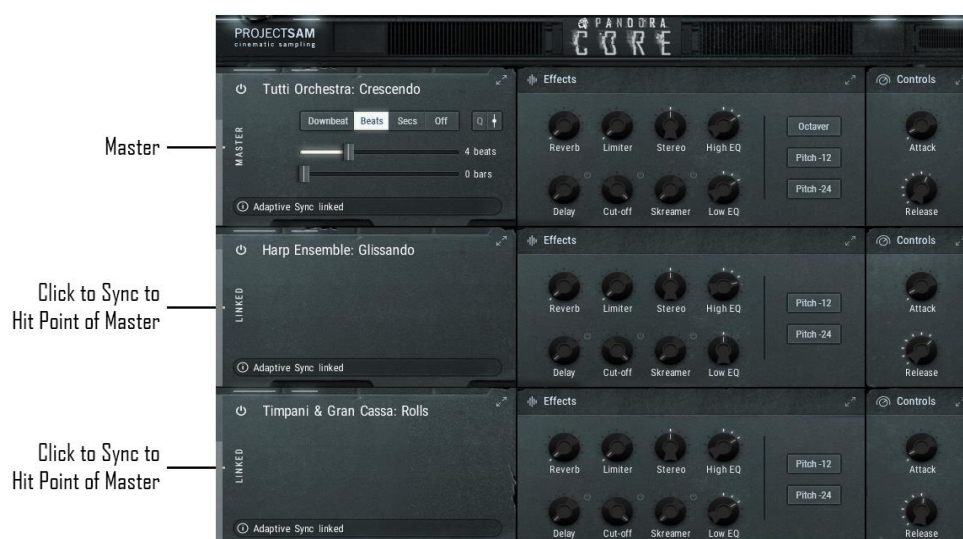 PROJECTSAM
cinematic sampling
PANDORA
CORE
Tutti Orchestra: Crescendo
Effects
Controls
Downbeat Beats Secs Off Q
Octaver
Master
MASTER
4 beats
Reverb Limiter Stereo High EQ
Attack
Pitch -12
0 bars
Pitch -24
Adaptive Sync linked
Delay Cut-off Skreamer Low EQ
Release
Harp Ensemble: Glissando
Effects
Controls
Click to Sync to
Hit Point of Master
LINKED
Reverb Limiter Stereo High EQ
Attack
Pitch -12
Pitch -24
Adaptive Sync linked
Delay Cut-off Skreamer Low EQ
Release
Timpani & Gran Cassa: Rolls
Effects
Controls
Click to Sync to
Hit Point of Master
LINKED
Reverb Limiter Stereo High EQ
Attack
Pitch -12
Pitch -24
Adaptive Sync linked
Delay Cut-off Skreamer Low EQ
Release